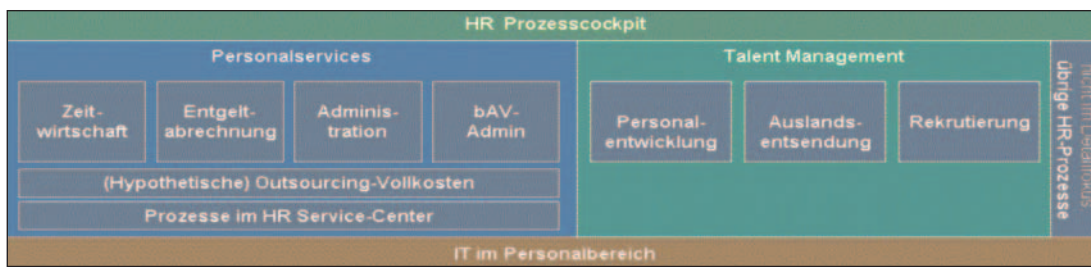 HR Prozesscockpit
Personalservices
Talent Management
Zeit-
wirtschaft
Entgelt-
abrechnung
Adminis-
tration
bAV-
Admin
Personal-
entwicklung
Auslands-
entsendung
Rekrutierung
(Hypothetische) Outsourcing-Vollkosten
Prozesse im HR Service-Center
übrige HR-Prozesse
IT im Personalbereich